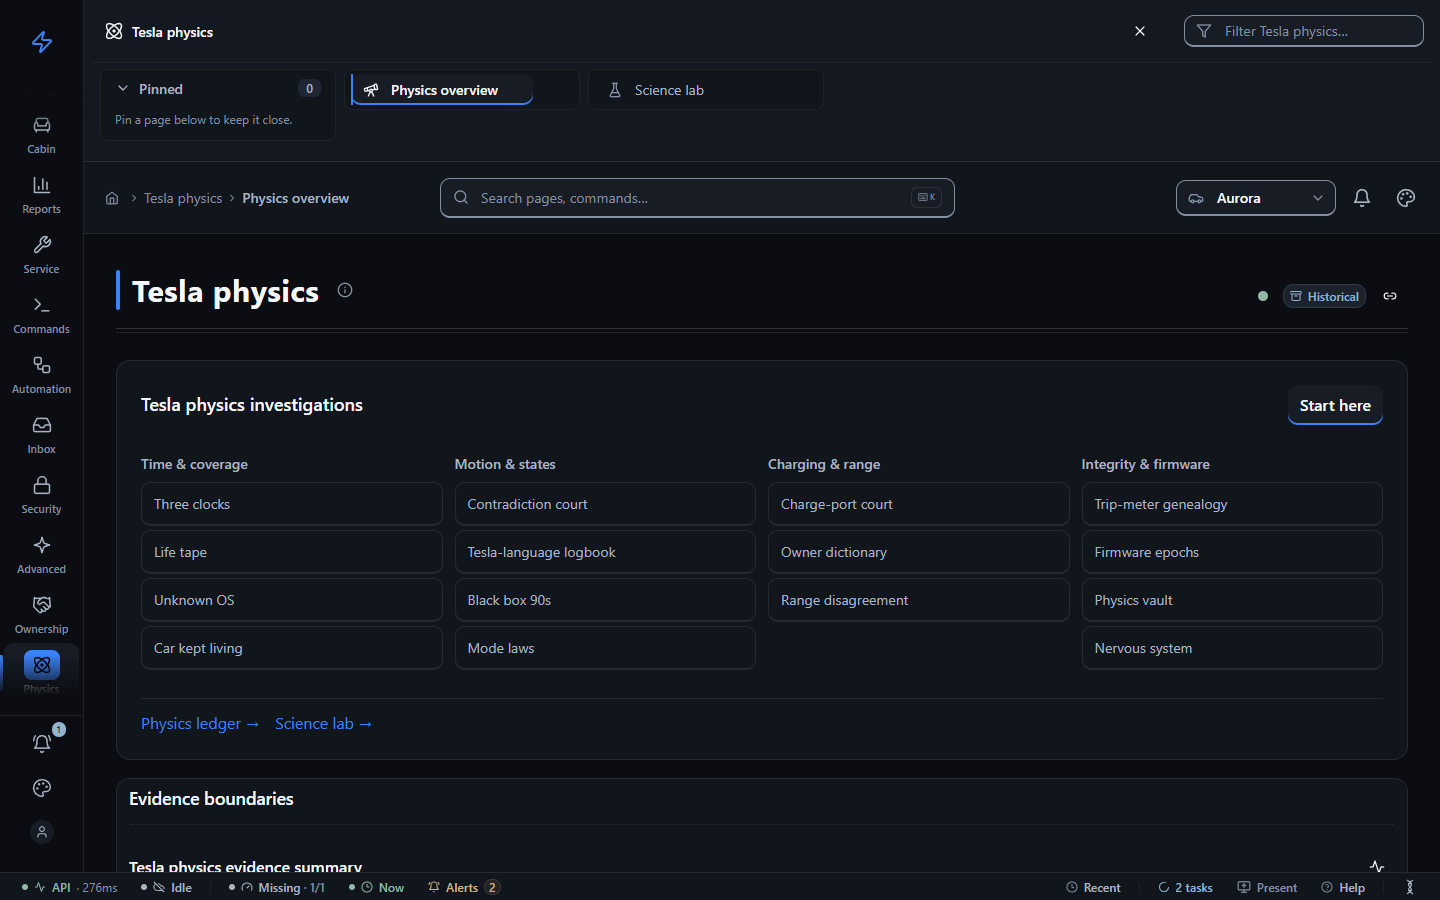 Tesla physics
Filter Tesla physics...
Pinned
0
Pin a page below to keep it close.
Physics overview
Science lab
Cabin
Reports
Service
Commands
Automation
Inbox
Security
Advanced
Ownership
Physics
1
Tesla physics
Physics overview
Search pages, commands...
K
Aurora
Tesla physics
Historical
Tesla physics investigations
Start here
Time & coverage
Three clocks
Life tape
Unknown OS
Car kept living
Motion & states
Contradiction court
Tesla-language logbook
Black box 90s
Mode laws
Charging & range
Charge-port court
Owner dictionary
Range disagreement
Integrity & firmware
Trip-meter genealogy
Firmware epochs
Physics vault
Nervous system
Physics ledger →
Science lab →
Evidence boundaries
Tesla physics evidence summary
API · 276ms
Idle
Missing · 1/1
Now
Alerts 2
Recent
2 tasks
Present
Help